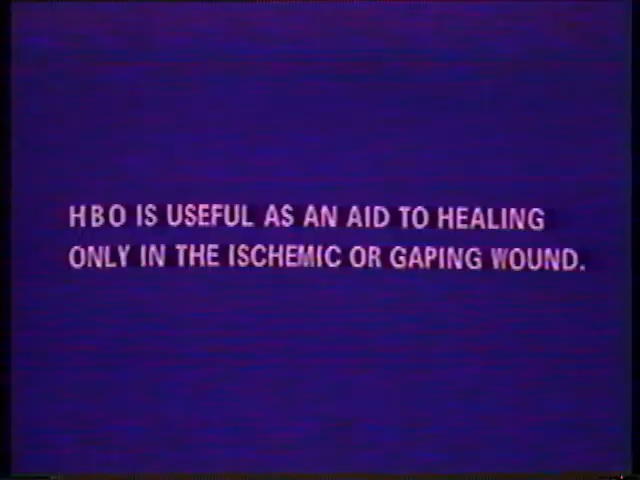 HBO IS USEFUL AS AN AID TO HEALING
ONLY IN THE ISCHEMIC OR GAPING WOUND.